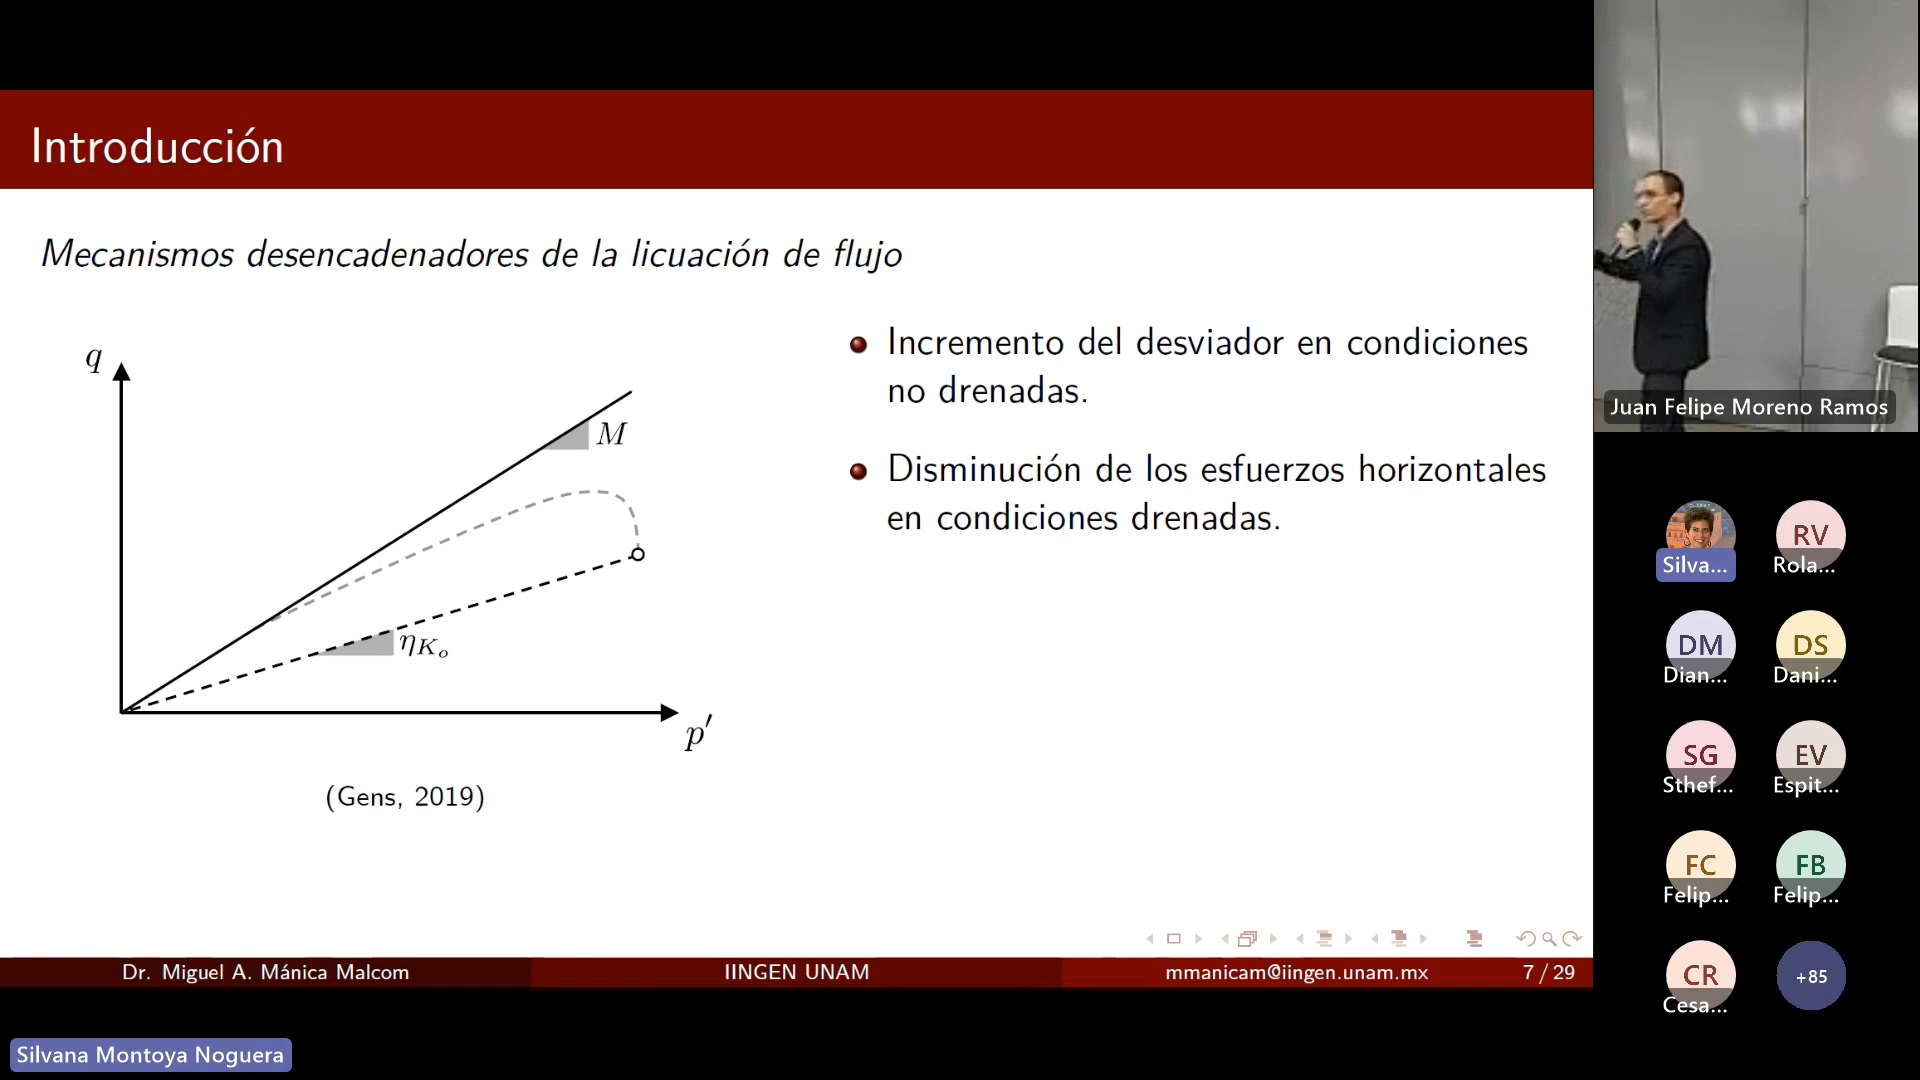 Introducción
Mecanismos desencadenadores de la licuación de flujo
q
M
ηKo
p′
(Gens, 2019)
Incremento del desviador en condiciones
no drenadas.
Disminución de los esfuerzos horizontales
en condiciones drenadas.
Dr. Miguel A. Mánica Malcom
IINGEN UNAM
mmanicam@iingen.unam.mx
7 / 29
Silvana Montoya Noguera
Juan Felipe Moreno Ramos
Silva...
RV
Rola...
DM
Dian...
DS
Dani...
SG
Sthef...
EV
Espit...
FC
Felip...
FB
Felip...
CR
Cesa...
+85